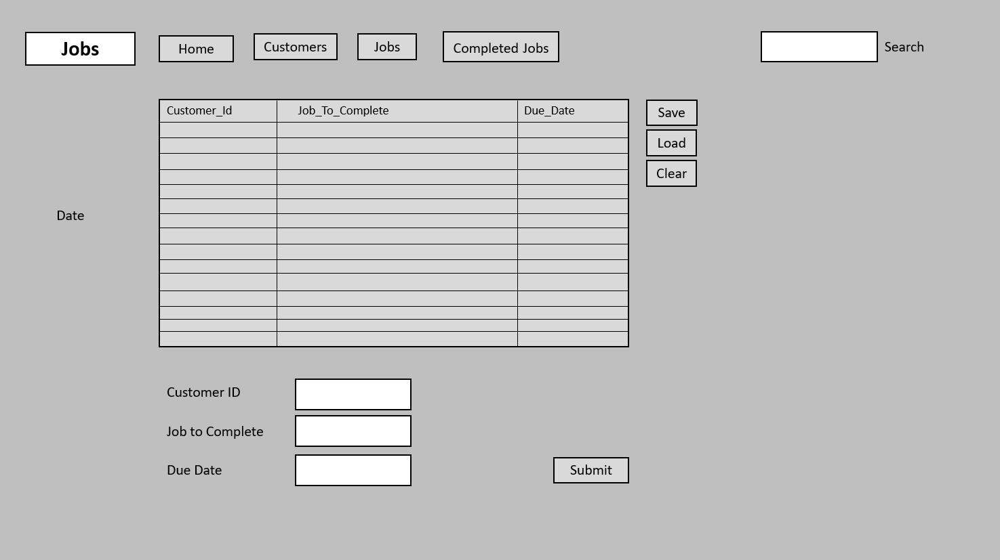 Jobs
Home
Customers
Jobs
Completed Jobs
Search
Customer_Id
Job_To_Complete
Due_Date
Save
Load
Clear
Date
Customer ID
Job to Complete
Due Date
Submit